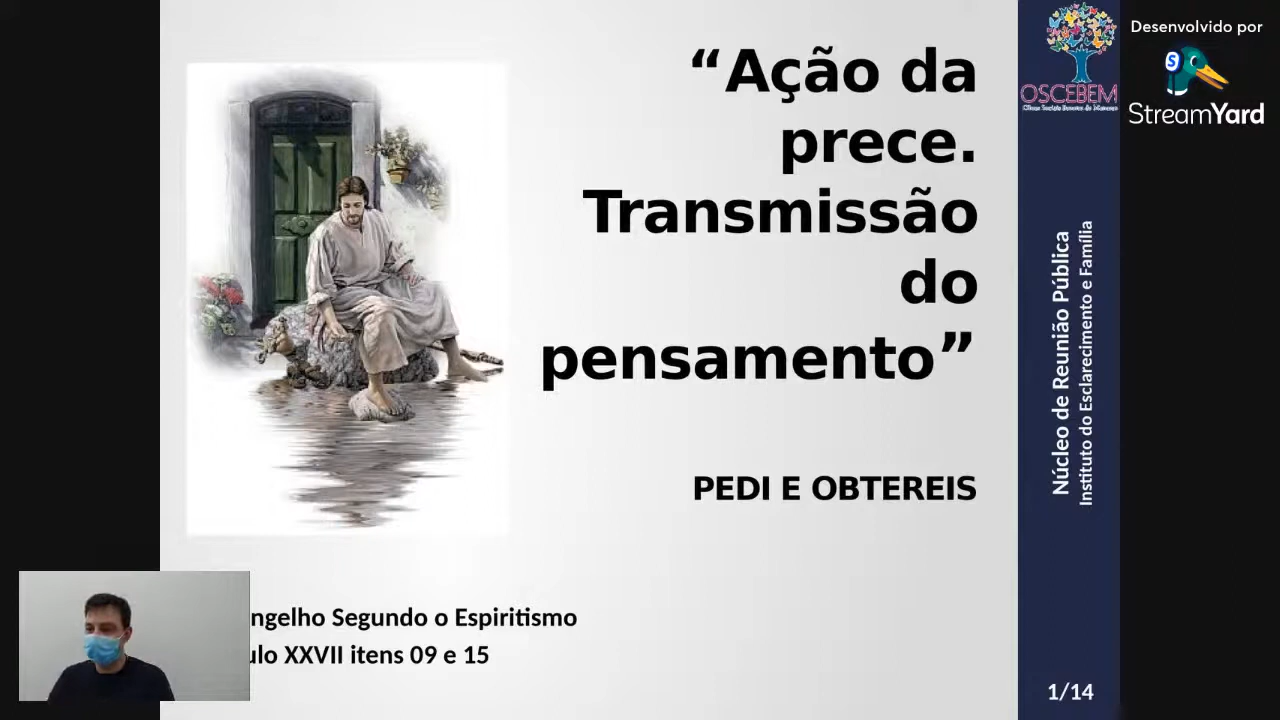 “Ação da
prece.
Transmissão
do
pensamento”
PEDI E OBTEREIS
ngelho Segundo o Espiritismo
ulo XXVII itens 09 e 15
OSCEBEM
Núcleo de Reunião Pública
Instituto do Esclarecimento e Família
1/14
Desenvolvido por
StreamYard